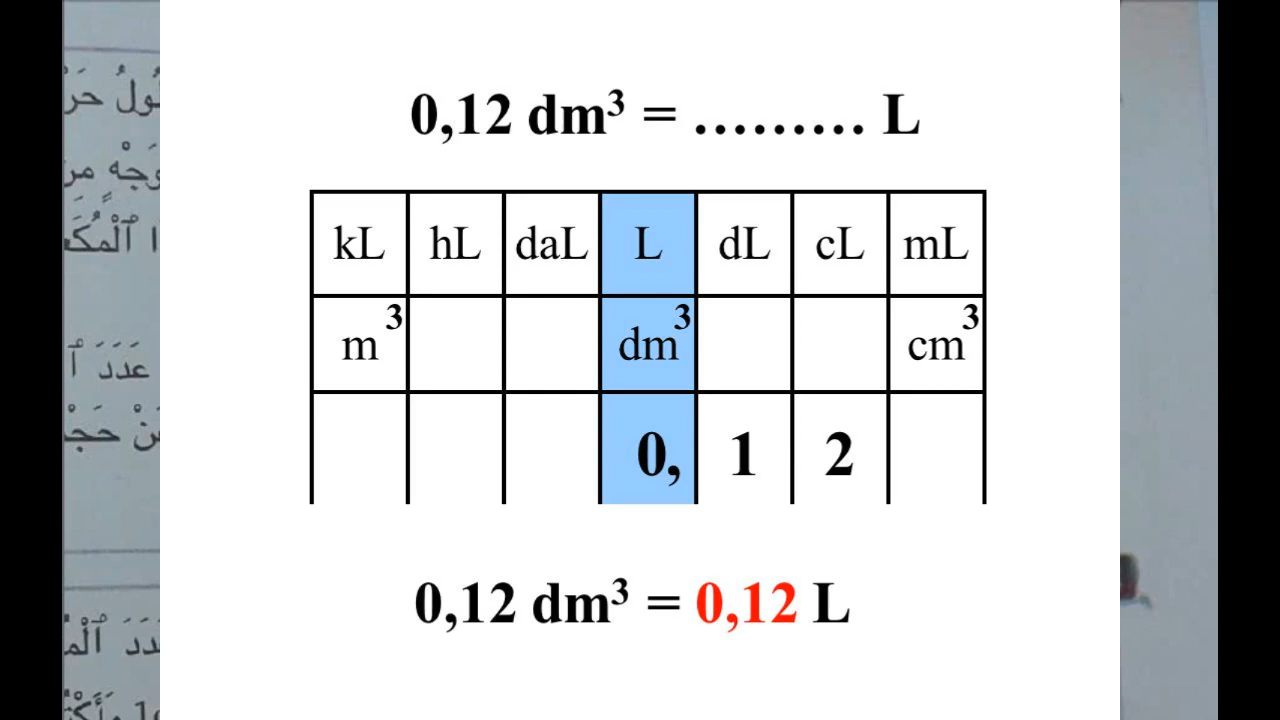 0,12 dm³ = ……… L
kL hL daL L dL cL mL
m³ dm³ cm³
0, 1 2
0,12 dm³ = 0,12 L
عَدَدَ